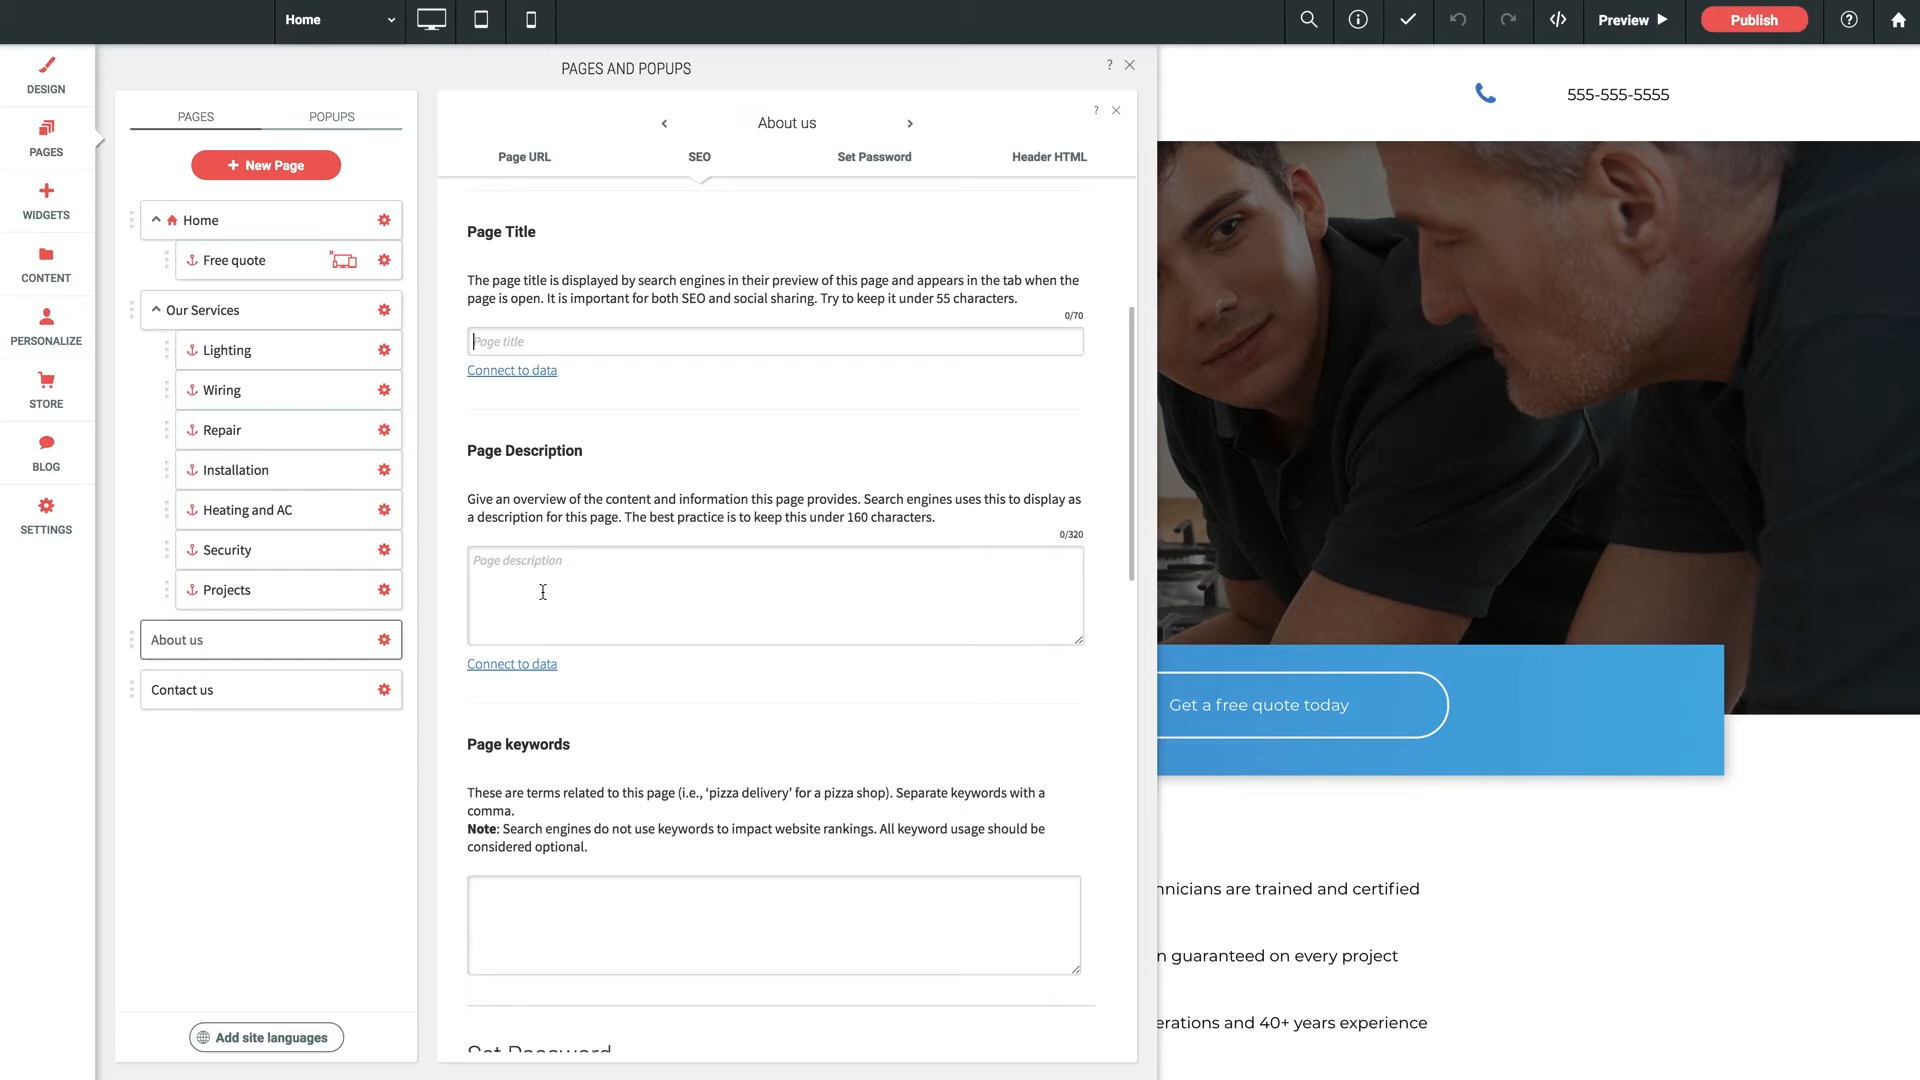 Home
Preview
Publish
DESIGN
PAGES
WIDGETS
CONTENT
PERSONALIZE
STORE
BLOG
SETTINGS
PAGES AND POPUPS
?
PAGES
POPUPS
+ New Page
Home
Free quote
Our Services
Lighting
Wiring
Repair
Installation
Heating and AC
Security
Projects
About us
Contact us
Add site languages
?
About us
Page URL
SEO
Set Password
Header HTML
Page Title
The page title is displayed by search engines in their preview of this page and appears in the tab when the
page is open. It is important for both SEO and social sharing. Try to keep it under 55 characters.
0/70
Page title
Connect to data
Page Description
Give an overview of the content and information this page provides. Search engines uses this to display as
a description for this page. The best practice is to keep this under 160 characters.
0/320
Page description
Connect to data
Page keywords
These are terms related to this page (i.e., ‘pizza delivery’ for a pizza shop). Separate keywords with a
comma.
Note: Search engines do not use keywords to impact website rankings. All keyword usage should be
considered optional.
Set Password
555-555-5555
Get a free quote today
hnicians are trained and certified
n guaranteed on every project
erations and 40+ years experience